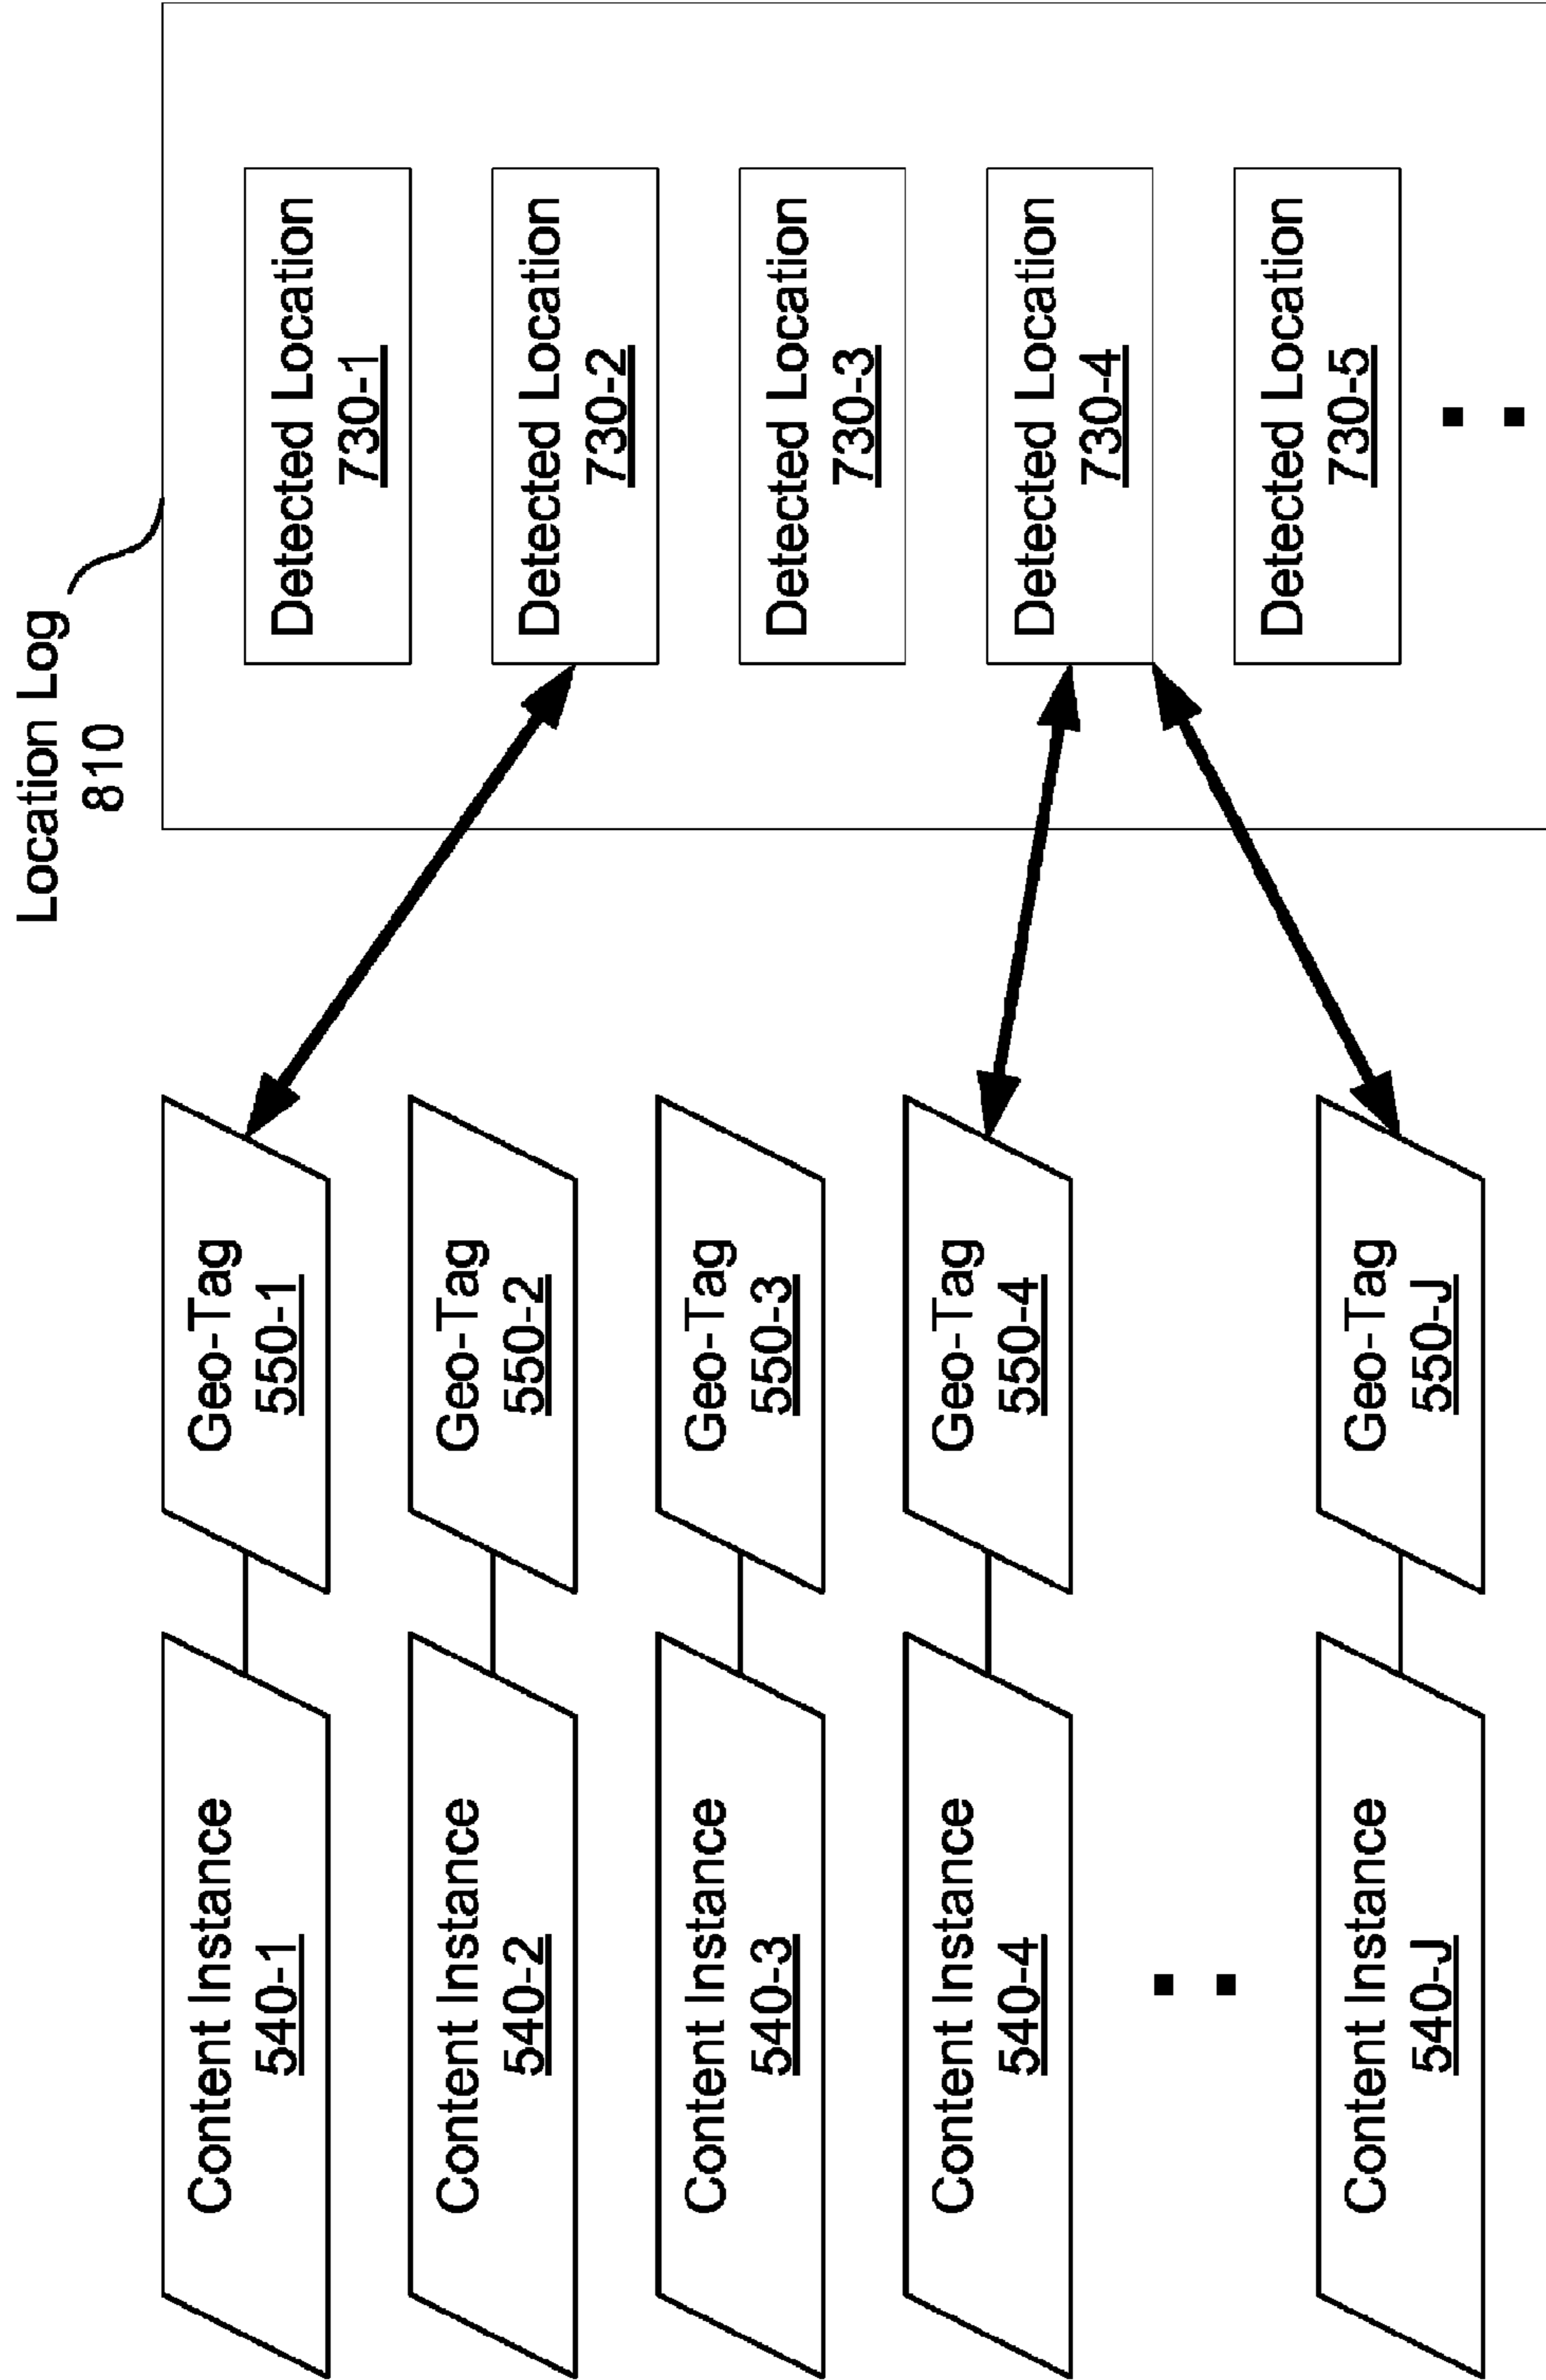 Location Log
810
Content Instance
540-1
Geo-Tag
550-1
Detected Location
730-1
Content Instance
540-2
Geo-Tag
550-2
Detected Location
730-2
Content Instance
540-3
Geo-Tag
550-3
Detected Location
730-3
Content Instance
540-4
Geo-Tag
550-4
Detected Location
730-4
Content Instance
540-J
Geo-Tag
550-J
Detected Location
730-5